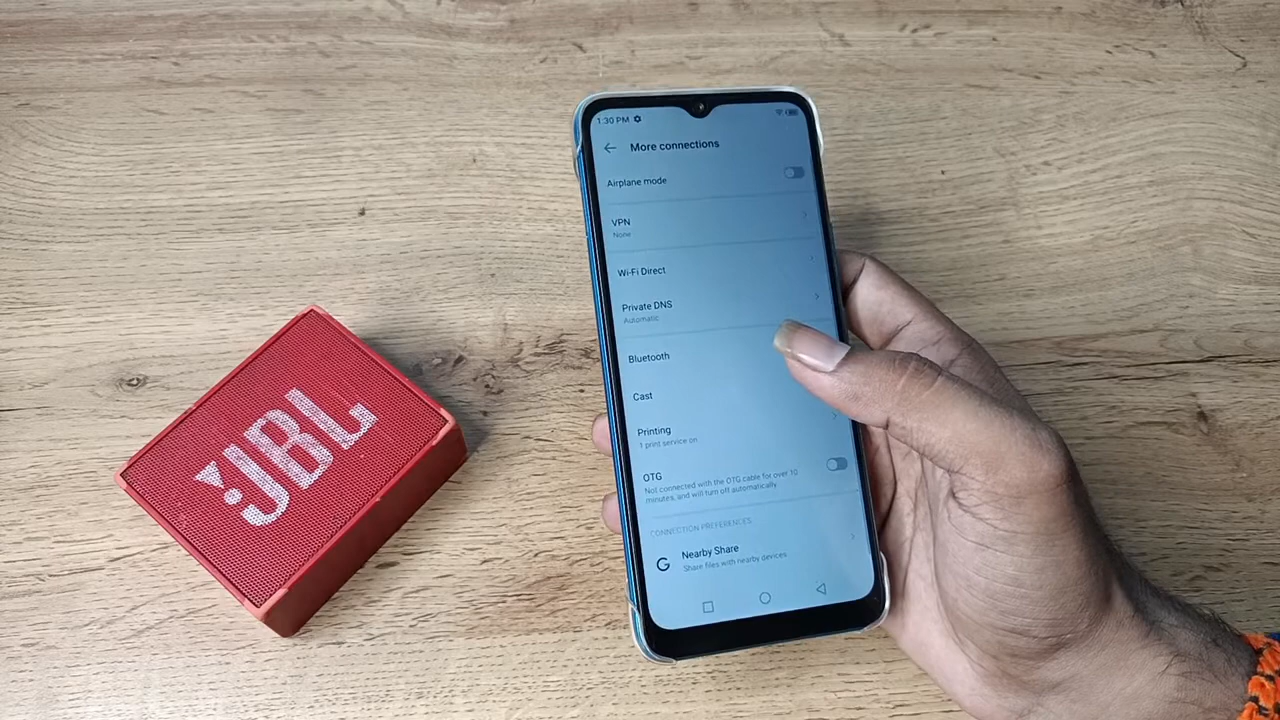 1:30 PM
More connections
Airplane mode
VPN
None
Wi-Fi Direct
Private DNS
Automatic
Bluetooth
Cast
Printing
1 print service on
OTG
Not connected with the OTG cable for over 10
minutes, and will turn off automatically.
CONNECTION PREFERENCES
G
Nearby Share
Share files with nearby devices
JBL